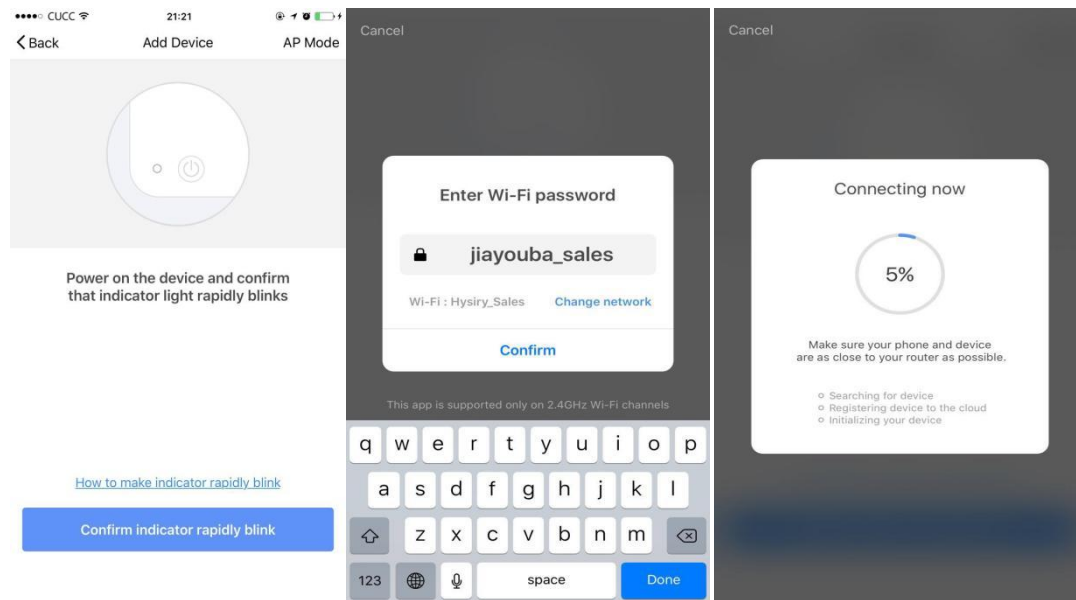 CUCC 21:21
Back Add Device AP Mode
Power on the device and confirm
that indicator light rapidly blinks
How to make indicator rapidly blink
Confirm indicator rapidly blink
Cancel
Enter Wi-Fi password
jiayouba_sales
Wi-Fi : Hysiry_Sales Change network
Confirm
This app is supported only on 2.4GHz Wi-Fi channels
q w e r t y u i o p
a s d f g h j k l
z x c v b n m
123 space Done
Cancel
Connecting now
5%
Make sure your phone and device
are as close to your router as possible.
Searching for device
Registering device to the cloud
Initializing your device